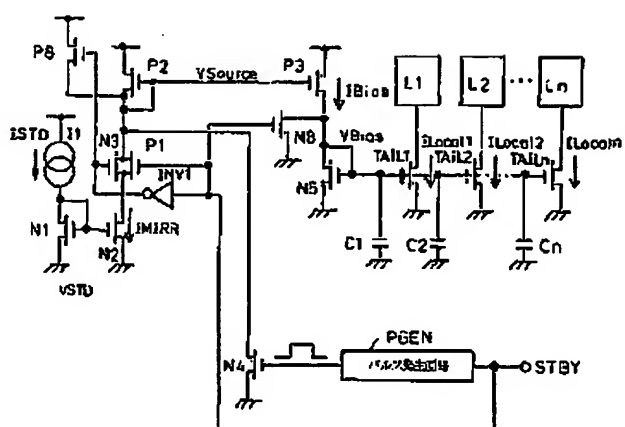 P8
P2
P3
VSource
IBias
L1
L2
...
Ln
ISTD
I1
N3
P1
N8
VBias
INV1
TAIL1
ILocal1
TAIL2
ILocal2
TAILn
ILocaln
N5
N1
N2
IMIRR
C1
C2
Cn
VSTD
PGEN
N4
パルス発生回路
STBY